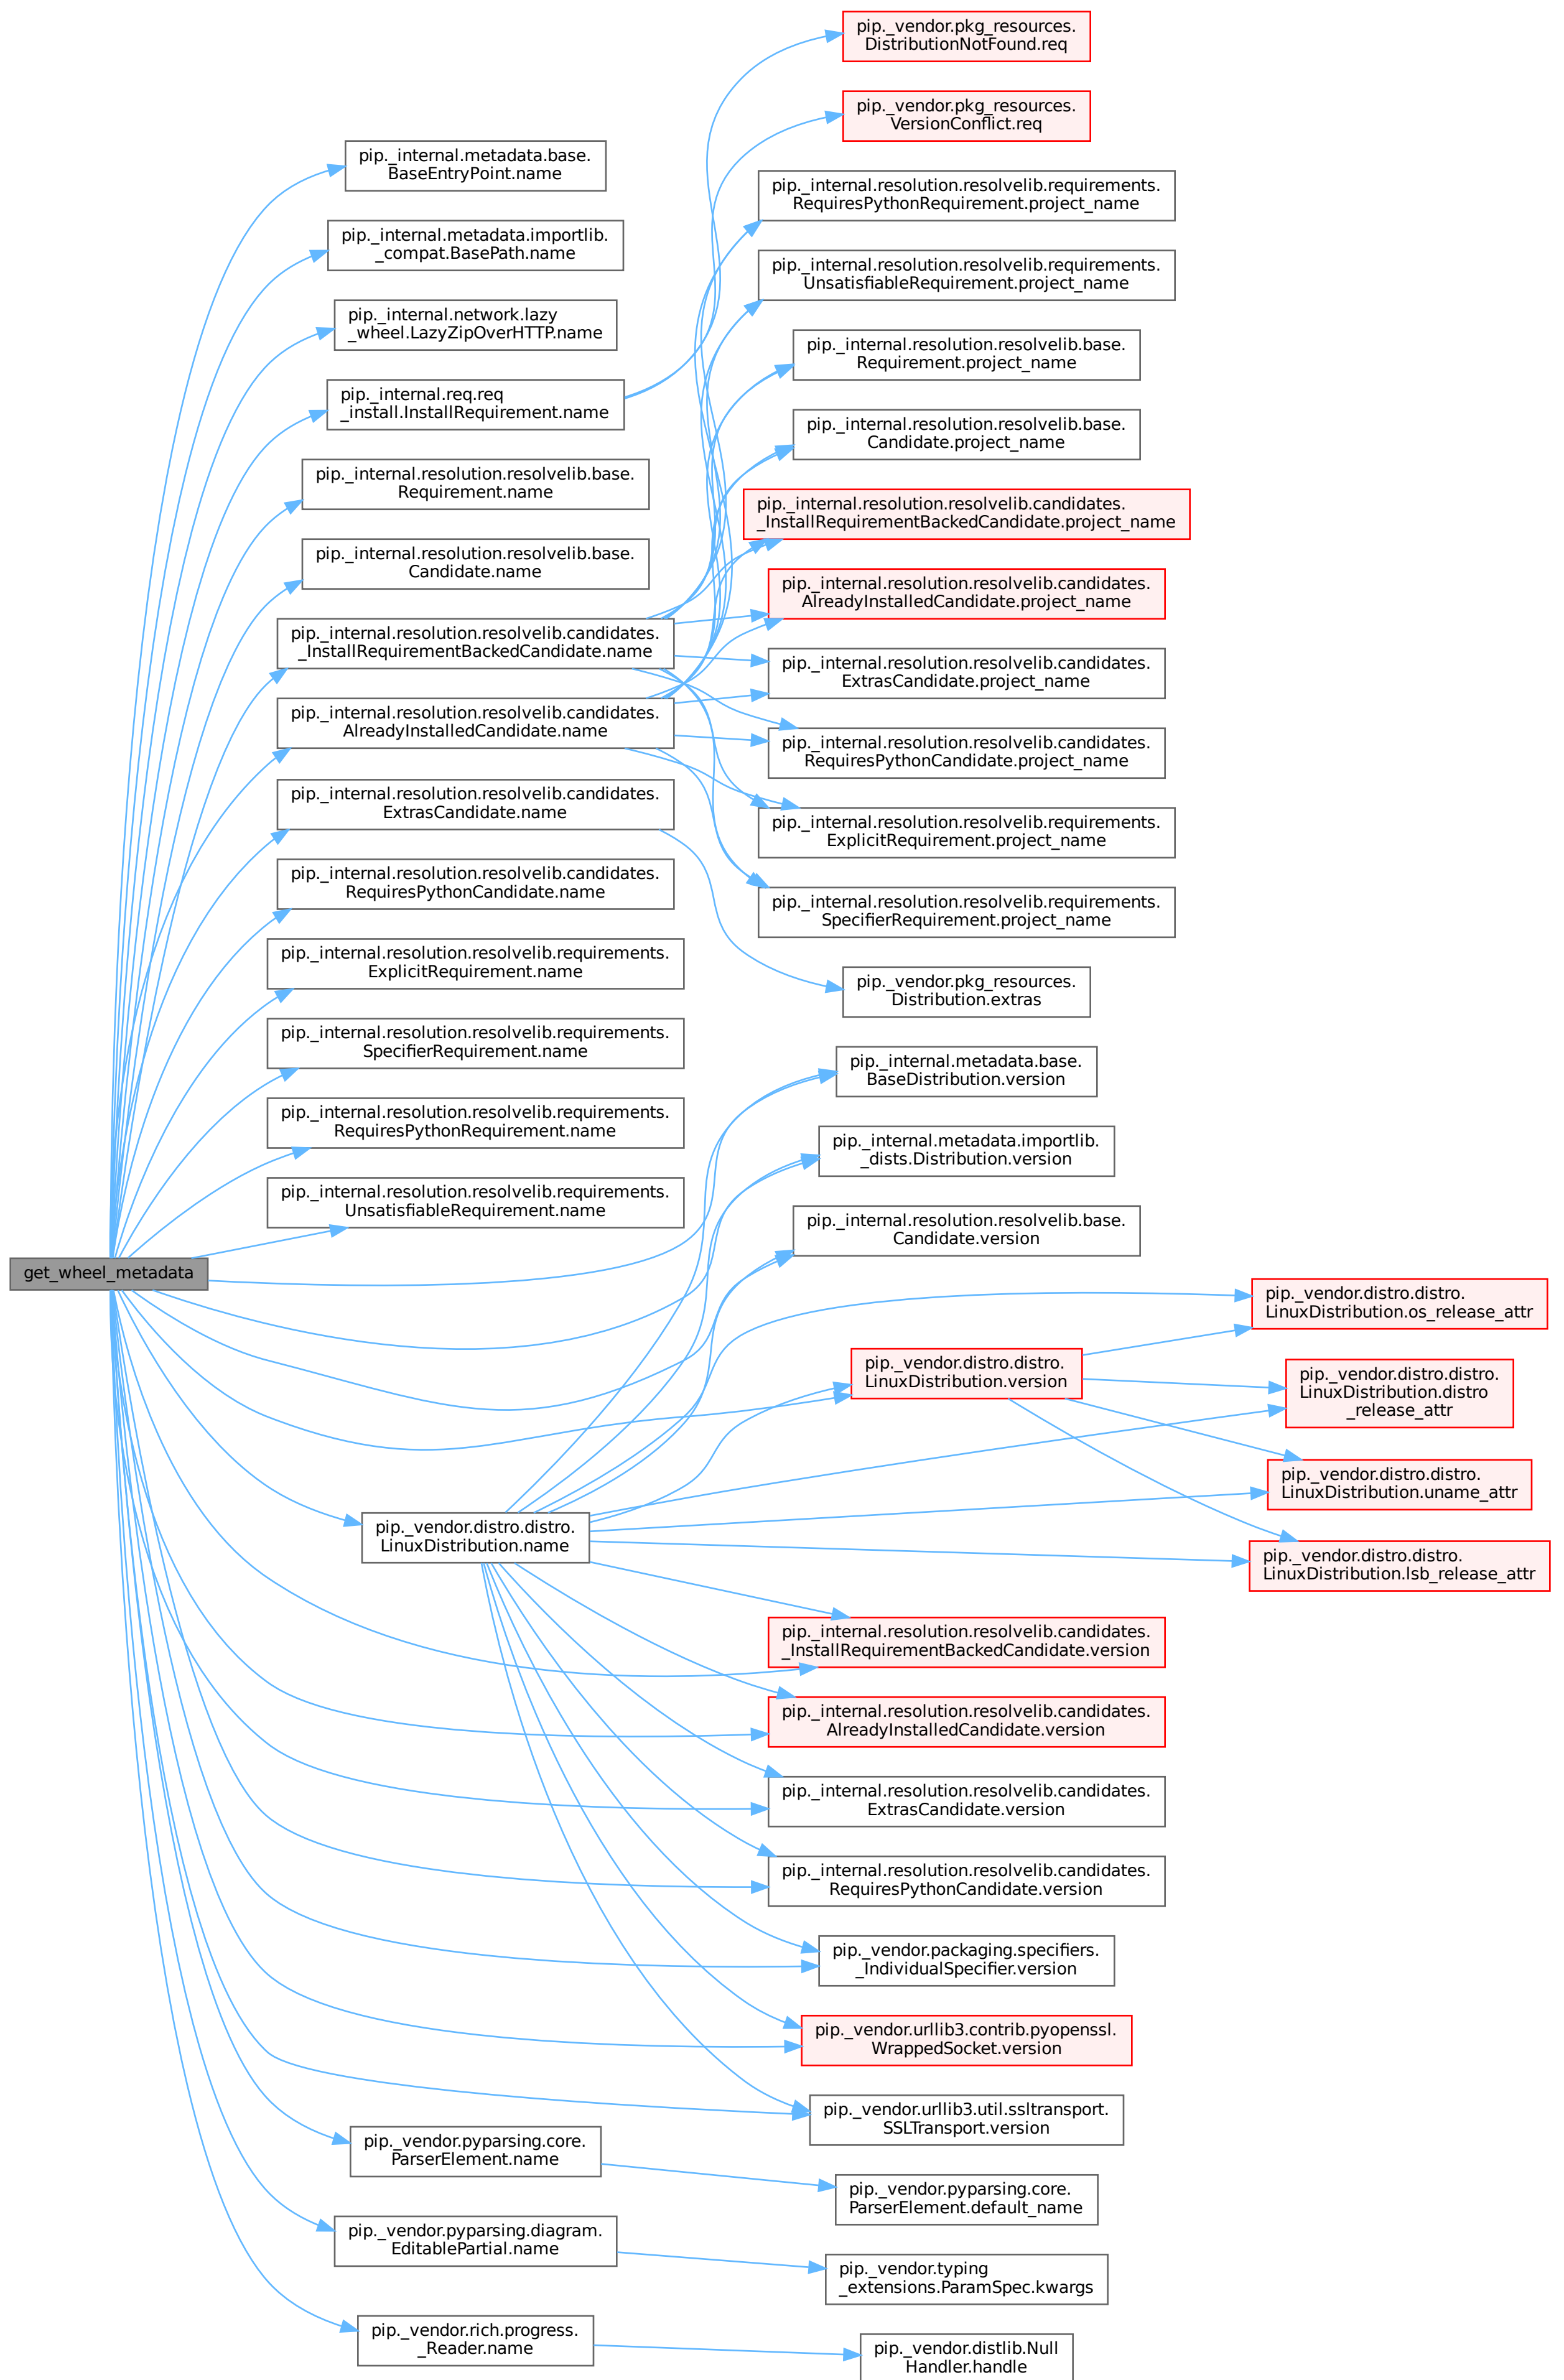 pip._vendor.pkg_resources.
DistributionNotFound.req
pip._vendor.pkg_resources.
VersionConflict.req
pip._internal.metadata.base.
BaseEntryPoint.name
pip._internal.resolution.resolvelib.requirements.
RequiresPythonRequirement.project_name
pip._internal.metadata.importlib.
_compat.BasePath.name
pip._internal.resolution.resolvelib.requirements.
UnsatisfiableRequirement.project_name
pip._internal.network.lazy
_wheel.LazyZipOverHTTP.name
pip._internal.resolution.resolvelib.base.
Requirement.project_name
pip._internal.req.req
_install.InstallRequirement.name
pip._internal.resolution.resolvelib.base.
Candidate.project_name
pip._internal.resolution.resolvelib.base.
Requirement.name
pip._internal.resolution.resolvelib.candidates.
_InstallRequirementBackedCandidate.project_name
pip._internal.resolution.resolvelib.base.
Candidate.name
pip._internal.resolution.resolvelib.candidates.
AlreadyInstalledCandidate.project_name
pip._internal.resolution.resolvelib.candidates.
_InstallRequirementBackedCandidate.name
pip._internal.resolution.resolvelib.candidates.
ExtrasCandidate.project_name
pip._internal.resolution.resolvelib.candidates.
AlreadyInstalledCandidate.name
pip._internal.resolution.resolvelib.candidates.
RequiresPythonCandidate.project_name
pip._internal.resolution.resolvelib.candidates.
ExtrasCandidate.name
pip._internal.resolution.resolvelib.requirements.
ExplicitRequirement.project_name
pip._internal.resolution.resolvelib.candidates.
RequiresPythonCandidate.name
pip._internal.resolution.resolvelib.requirements.
SpecifierRequirement.project_name
pip._internal.resolution.resolvelib.requirements.
ExplicitRequirement.name
pip._vendor.pkg_resources.
Distribution.extras
pip._internal.resolution.resolvelib.requirements.
SpecifierRequirement.name
pip._internal.metadata.base.
BaseDistribution.version
pip._internal.resolution.resolvelib.requirements.
RequiresPythonRequirement.name
pip._internal.metadata.importlib.
_dists.Distribution.version
pip._internal.resolution.resolvelib.requirements.
UnsatisfiableRequirement.name
pip._internal.resolution.resolvelib.base.
Candidate.version
get_wheel_metadata
pip._vendor.distro.distro.
LinuxDistribution.os_release_attr
pip._vendor.distro.distro.
LinuxDistribution.version
pip._vendor.distro.distro.
LinuxDistribution.distro
_release_attr
pip._vendor.distro.distro.
LinuxDistribution.uname_attr
pip._vendor.distro.distro.
LinuxDistribution.name
pip._vendor.distro.distro.
LinuxDistribution.lsb_release_attr
pip._internal.resolution.resolvelib.candidates.
_InstallRequirementBackedCandidate.version
pip._internal.resolution.resolvelib.candidates.
AlreadyInstalledCandidate.version
pip._internal.resolution.resolvelib.candidates.
ExtrasCandidate.version
pip._internal.resolution.resolvelib.candidates.
RequiresPythonCandidate.version
pip._vendor.packaging.specifiers.
_IndividualSpecifier.version
pip._vendor.urllib3.contrib.pyopenssl.
WrappedSocket.version
pip._vendor.urllib3.util.ssltransport.
SSLTransport.version
pip._vendor.pyparsing.core.
ParserElement.name
pip._vendor.pyparsing.core.
ParserElement.default_name
pip._vendor.pyparsing.diagram.
EditablePartial.name
pip._vendor.typing
_extensions.ParamSpec.kwargs
pip._vendor.rich.progress.
_Reader.name
pip._vendor.distlib.Null
Handler.handle